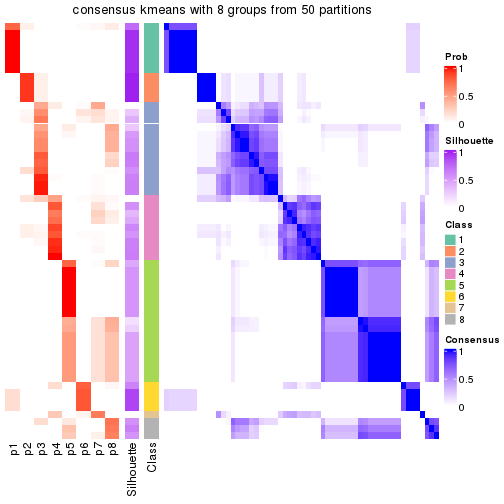 consensus kmeans with 8 groups from 50 partitions
Prob
1
0.5
0
Silhouette
1
0.5
0
Class
1
2
3
4
5
6
7
8
Consensus
1
0.5
0
p1
p2
p3
p4
p5
p6
p7
p8
Silhouette
Class